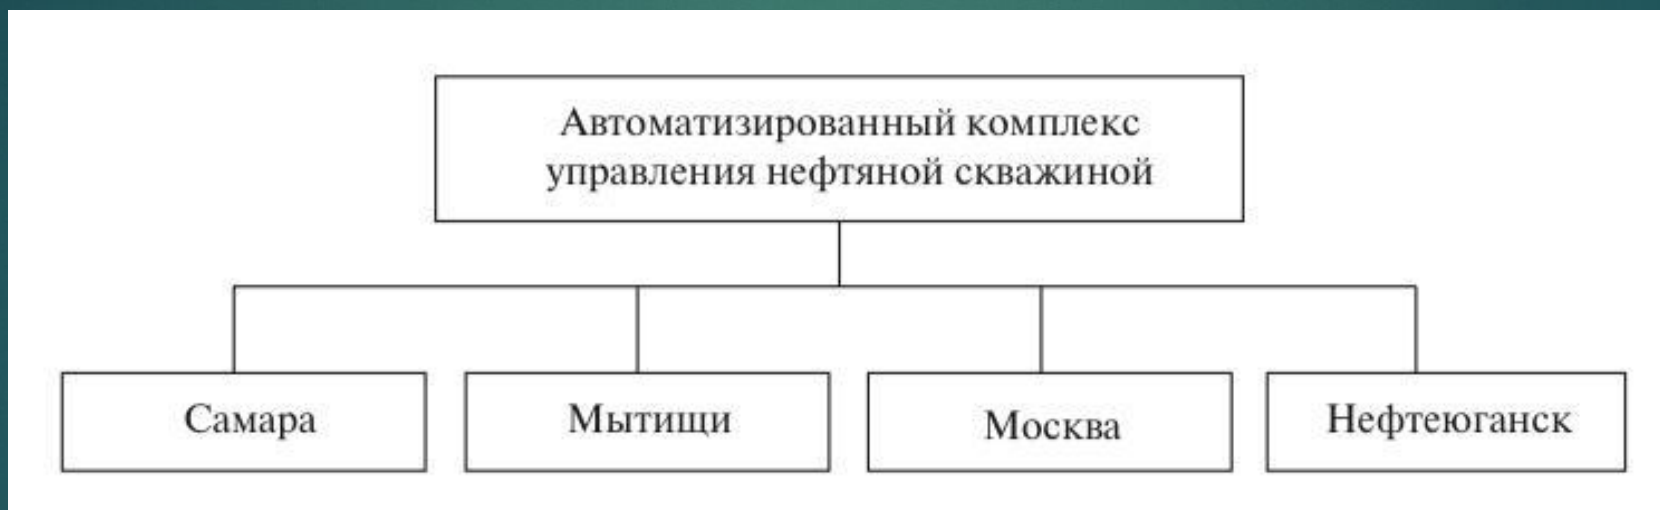 Автоматизированный комплекс
управления нефтяной скважиной
Самара
Мытищи
Москва
Нефтеюганск